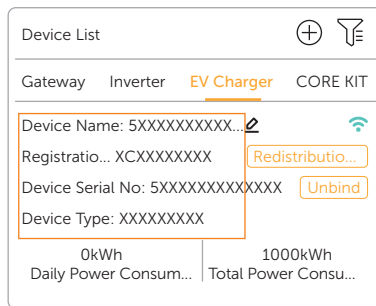 Device List
Gateway Inverter EV Charger CORE KIT
Device Name: 5XXXXXXXXXX...
Registratio... XCXXXXXXXX Redistributio...
Device Serial No: 5XXXXXXXXXXXXX Unbind
Device Type: XXXXXXXXX
0kWh 1000kWh
Daily Power Consum... Total Power Consu...